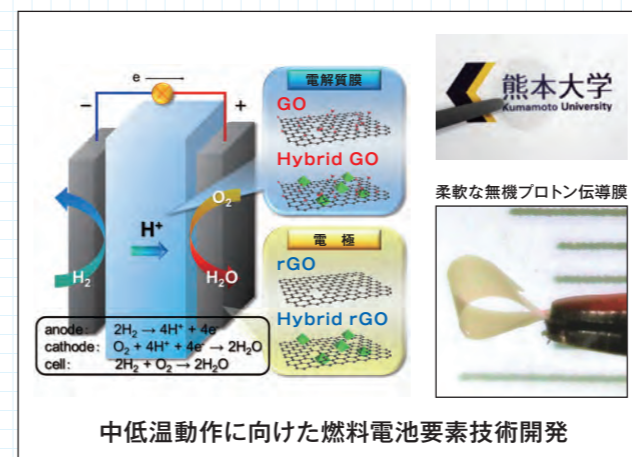 e
−
+
電解質膜
GO
Hybrid GO
O₂
H⁺
H₂
H₂O
電 極
rGO
Hybrid rGO
anode: 2H₂ → 4H⁺ + 4e⁻
cathode: O₂ + 4H⁺ + 4e⁻ → 2H₂O
cell: 2H₂ + O₂ → 2H₂O
熊本大学
Kumamoto University
柔軟な無機プロトン伝導膜
中低温動作に向けた燃料電池要素技術開発